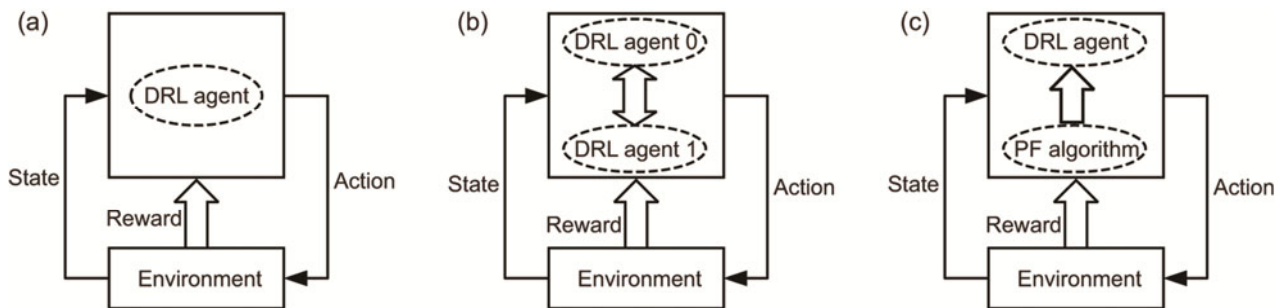 (a)
DRL agent
State
Action
Reward
Environment
(b)
DRL agent 0
DRL agent 1
State
Action
Reward
Environment
(c)
DRL agent
PF algorithm
State
Action
Reward
Environment